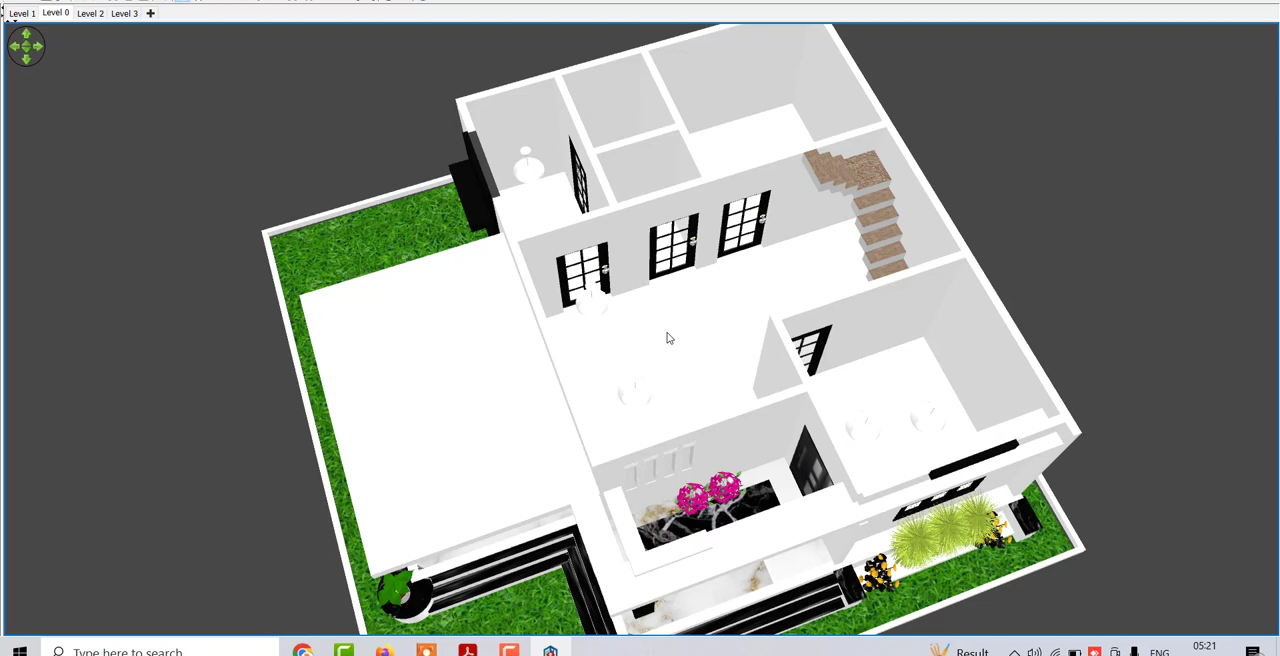 Level 1 Level 0 Level 2 Level 3
Type here to search
Result
ENG
05:21